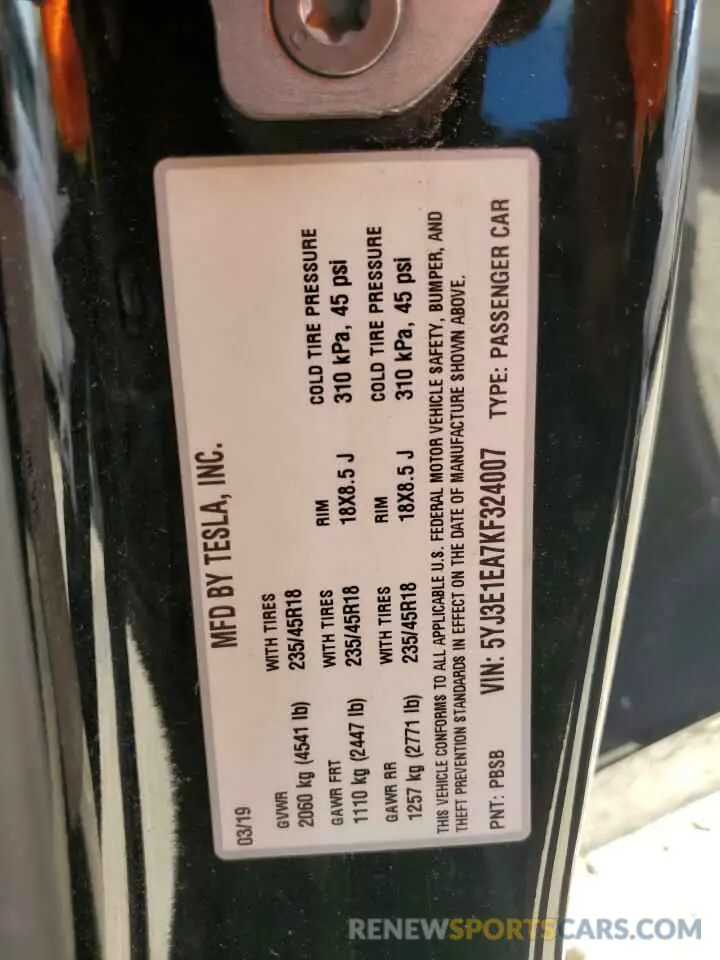 MFD BY TESLA, INC.
03/19
GVWR WITH TIRES
2060 kg (4541 lb) 235/45R18
GAWR FRT WITH TIRES RIM COLD TIRE PRESSURE
1110 kg (2447 lb) 235/45R18 18X8.5 J 310 kPa, 45 psi
GAWR RR WITH TIRES RIM COLD TIRE PRESSURE
1257 kg (2771 lb) 235/45R18 18X8.5 J 310 kPa, 45 psi
THIS VEHICLE CONFORMS TO ALL APPLICABLE U.S. FEDERAL MOTOR VEHICLE SAFETY, BUMPER, AND
THEFT PREVENTION STANDARDS IN EFFECT ON THE DATE OF MANUFACTURE SHOWN ABOVE.
PNT: PBSB VIN: 5YJ3E1EA7KF324007 TYPE: PASSENGER CAR
RENEWSPORTSCARS.COM